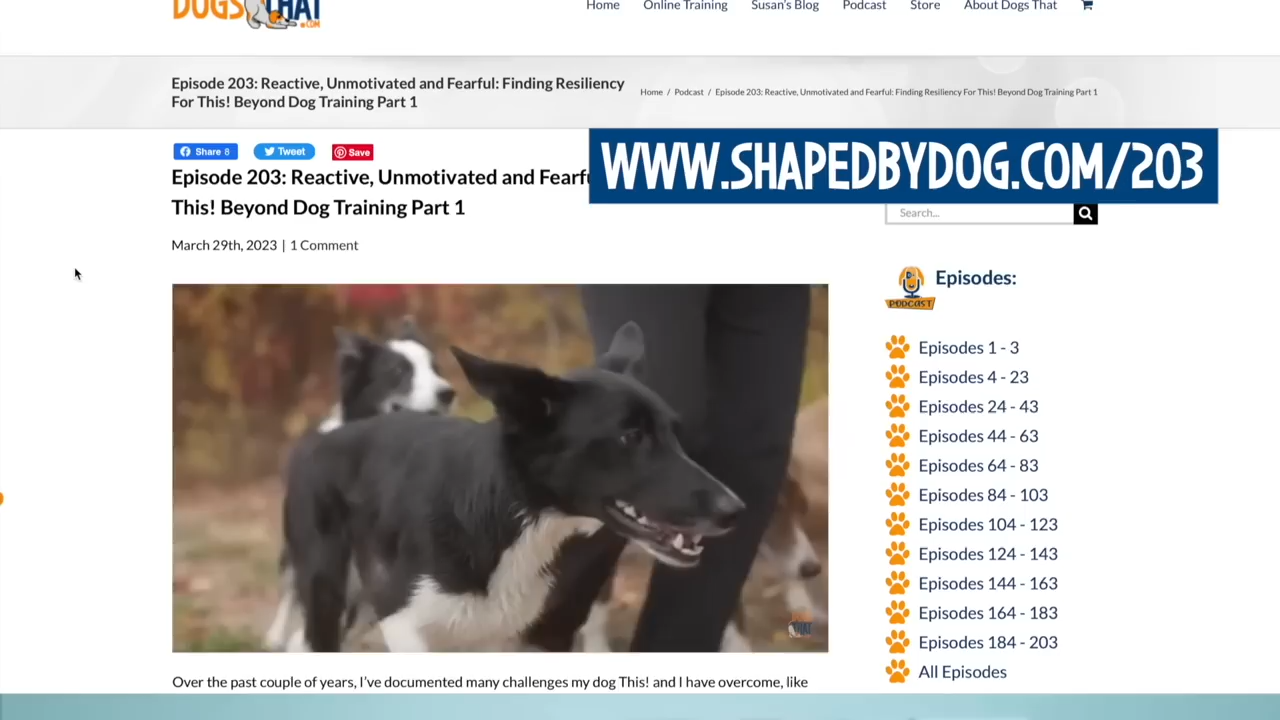 DOGS THAT
.COM
Home Online Training Susan's Blog Podcast Store About Dogs That
Episode 203: Reactive, Unmotivated and Fearful: Finding Resiliency
For This! Beyond Dog Training Part 1
Home / Podcast / Episode 203: Reactive, Unmotivated and Fearful: Finding Resiliency For This! Beyond Dog Training Part 1
Share 8
Tweet
Save
WWW.SHAPEDBYDOG.COM/203
Episode 203: Reactive, Unmotivated and
This! Beyond Dog Training Part 1
March 29th, 2023 | 1 Comment
Search...
PODCAST
Episodes:
Episodes 1 - 3
Episodes 4 - 23
Episodes 24 - 43
Episodes 44 - 63
Episodes 64 - 83
Episodes 84 - 103
Episodes 104 - 123
Episodes 124 - 143
Episodes 144 - 163
Episodes 164 - 183
Episodes 184 - 203
All Episodes
THAT
Over the past couple of years, I've documented many challenges my dog This! and I have overcome, like